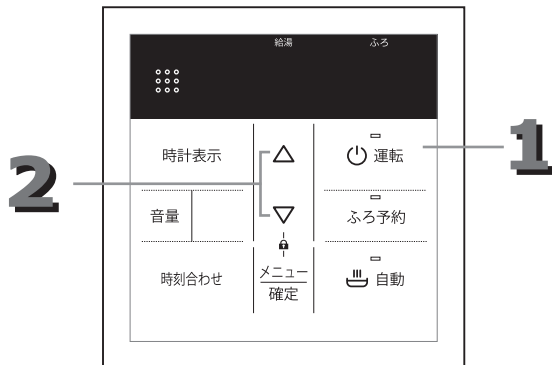 給湯 ふろ
時計表示 △ 運転
1
2
音量 ▽ ふろ予約
時刻合わせ メニュー 自動
確定